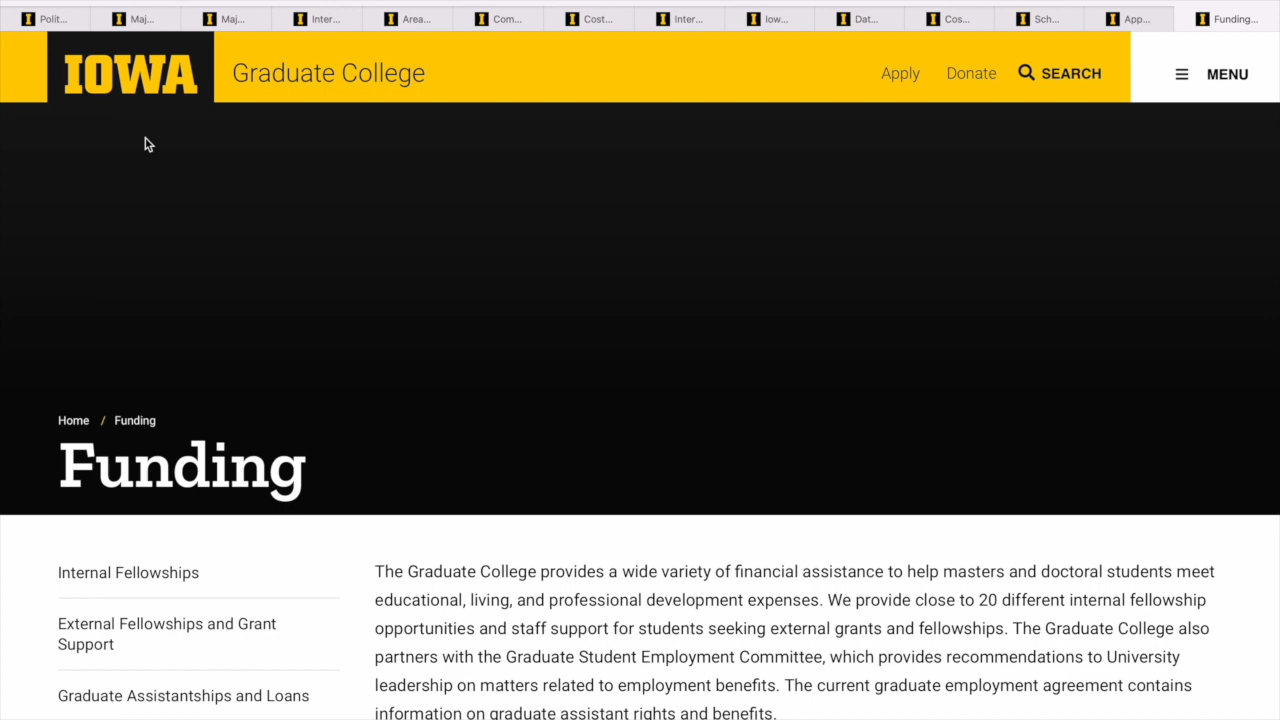 Polit... Maj... Maj... Inter... Area... Com... Cost... Inter... Iow... Dat... Cos... Sch... App... Funding...
IOWA Graduate College Apply Donate SEARCH MENU
Home / Funding
Funding
Internal Fellowships
External Fellowships and Grant
Support
Graduate Assistantships and Loans
The Graduate College provides a wide variety of financial assistance to help masters and doctoral students meet
educational, living, and professional development expenses. We provide close to 20 different internal fellowship
opportunities and staff support for students seeking external grants and fellowships. The Graduate College also
partners with the Graduate Student Employment Committee, which provides recommendations to University
leadership on matters related to employment benefits. The current graduate employment agreement contains
information on graduate assistant rights and benefits.